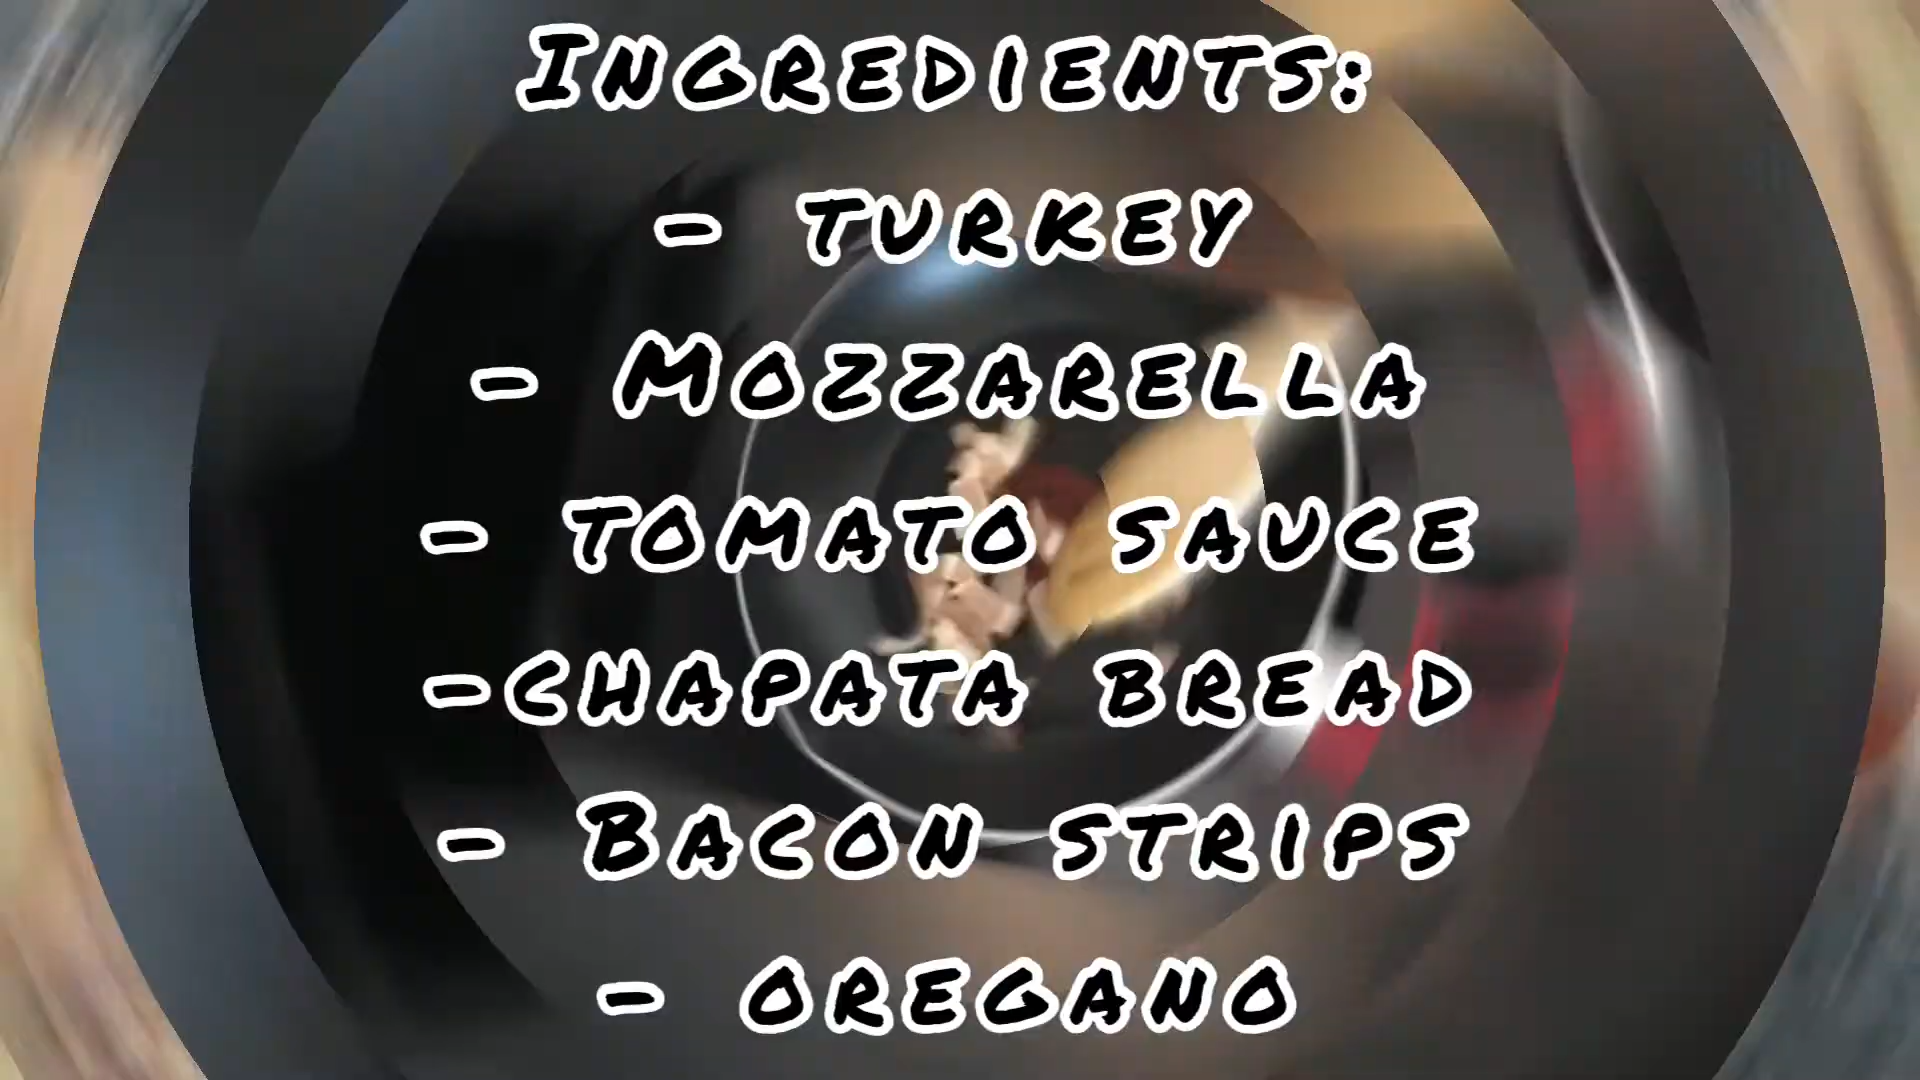 Ingredients:
- turkey
- Mozzarella
- tomato sauce
-chapata bread
- Bacon strips
- oregano